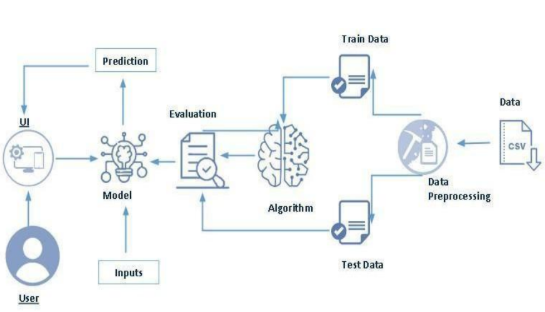 Train Data
Prediction
Data
UI
Evaluation
CSV
Model
Algorithm
Data
Preprocessing
Inputs
Test Data
User